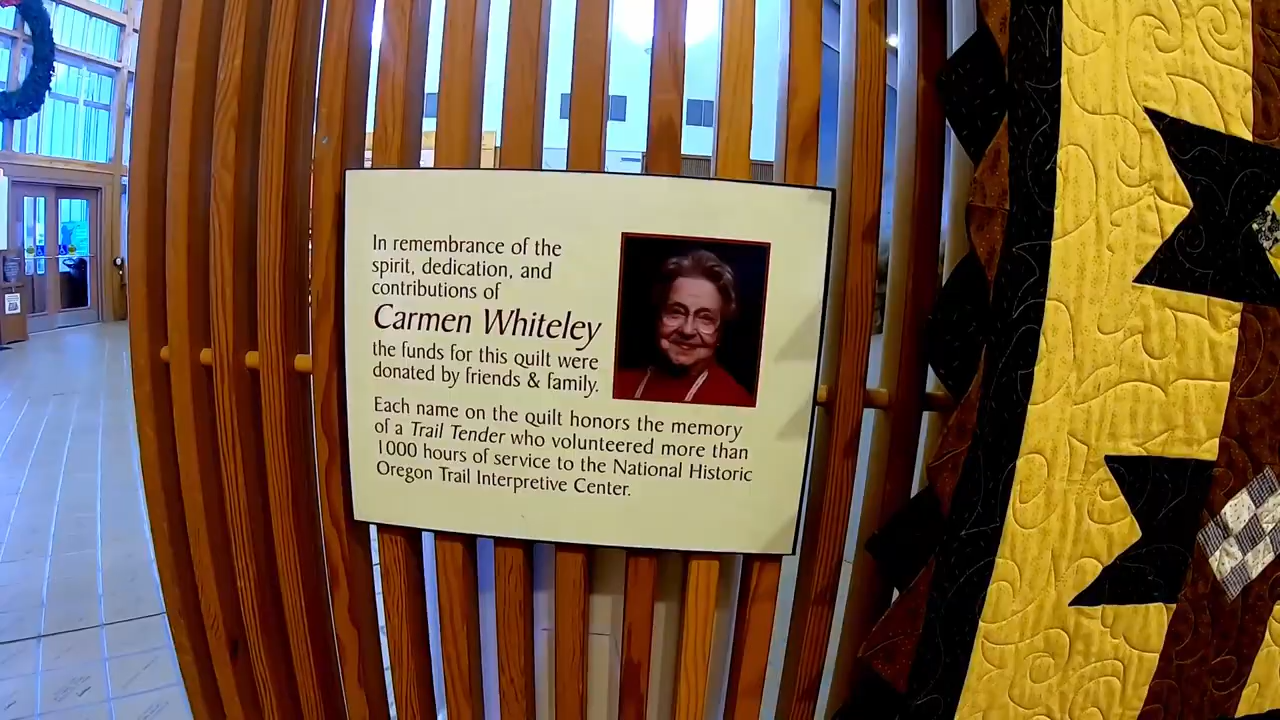 In remembrance of the
spirit, dedication, and
contributions of
Carmen Whiteley
the funds for this quilt were
donated by friends & family.
Each name on the quilt honors the memory
of a Trail Tender who volunteered more than
1000 hours of service to the National Historic
Oregon Trail Interpretive Center.